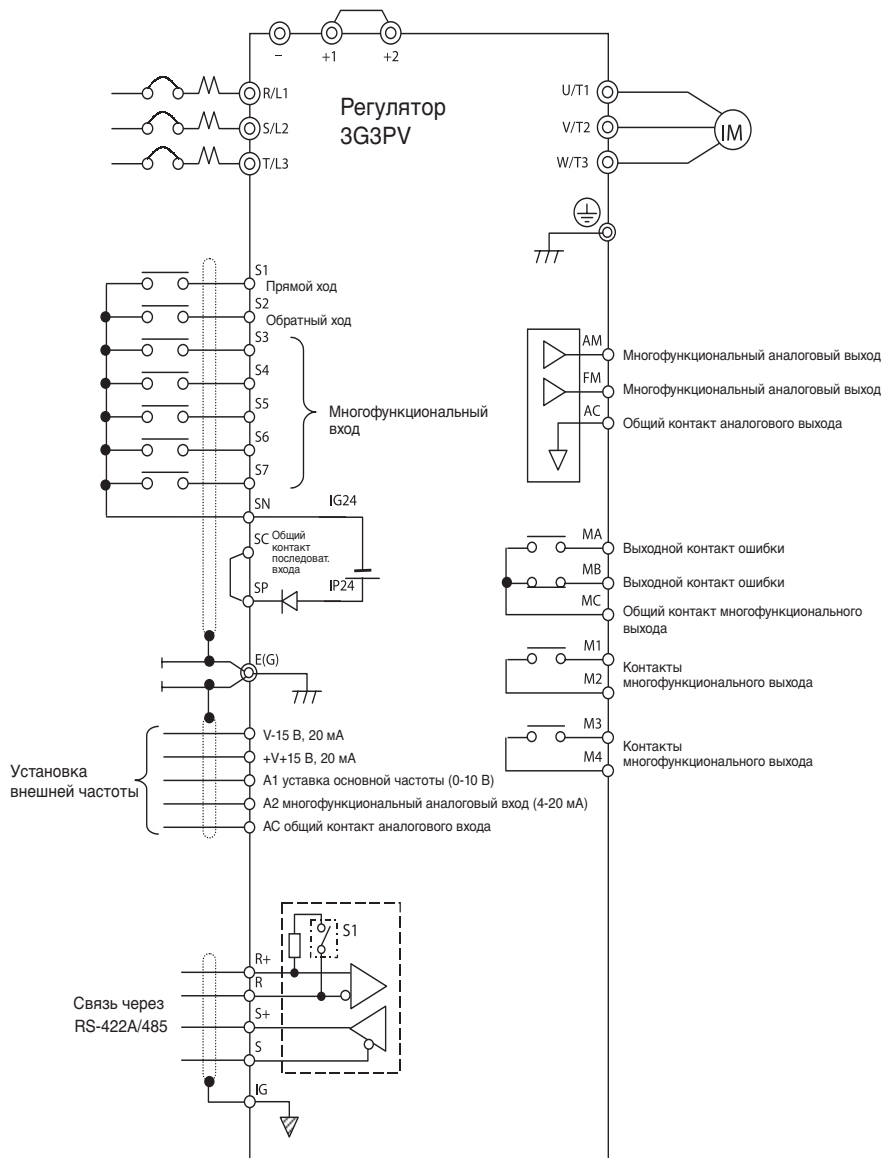 –
+1
+2
R/L1
S/L2
T/L3
Регулятор
3G3PV
U/T1
V/T2
W/T3
IM
S1
Прямой ход
S2
Обратный ход
S3
S4
S5
S6
S7
Многофункциональный
вход
SN
IG24
SC
Общий
контакт
последоват.
входа
SP
IP24
E(G)
AM
Многофункциональный аналоговый выход
FM
Многофункциональный аналоговый выход
AC
Общий контакт аналогового выхода
MA
Выходной контакт ошибки
MB
Выходной контакт ошибки
MC
Общий контакт многофункционального
выхода
M1
M2
Контакты
многофункционального выхода
M3
M4
Контакты
многофункционального выхода
Установка
внешней частоты
V-15 В, 20 мА
+V+15 В, 20 мА
A1 уставка основной частоты (0-10 В)
A2 многофункциональный аналоговый вход (4-20 мА)
AC общий контакт аналогового входа
Связь через
RS-422A/485
R+
R
S+
S
IG
S1